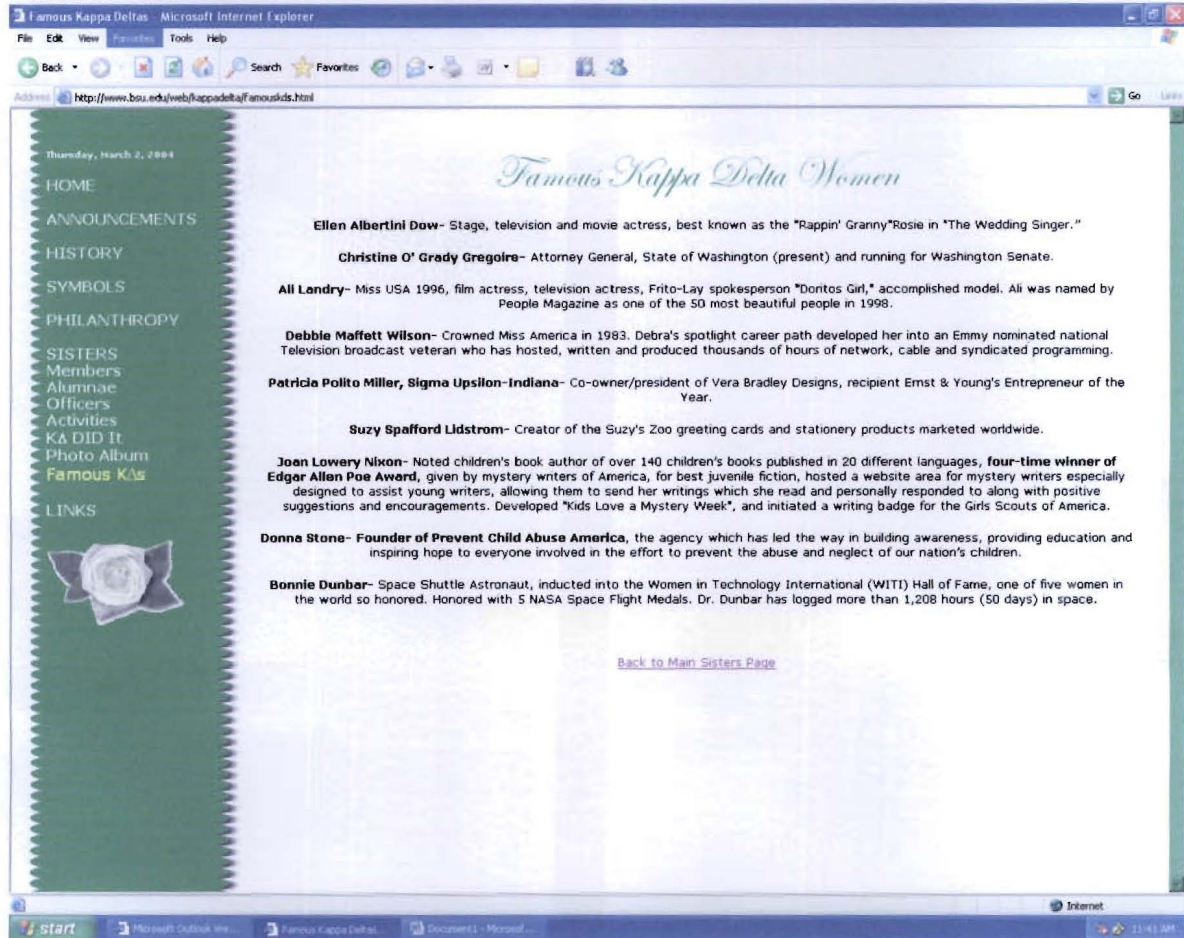 Famous Kappa Deltas - Microsoft Internet Explorer
File Edit View Favorites Tools Help
Back Search Favorites
Address http://www.bsu.edu/web/kappadelta/famouskds.html Go Links
Thursday, March 2, 2004
HOME
ANNOUNCEMENTS
HISTORY
SYMBOLS
PHILANTHROPY
SISTERS
Members
Alumnae
Officers
Activities
KΔ DID It
Photo Album
Famous KΔs
LINKS
Famous Kappa Delta Women
Ellen Albertini Dow- Stage, television and movie actress, best known as the "Rappin' Granny"Rosie in "The Wedding Singer."
Christine O' Grady Gregoire- Attorney General, State of Washington (present) and running for Washington Senate.
Ali Landry- Miss USA 1996, film actress, television actress, Frito-Lay spokesperson "Doritos Girl," accomplished model. Ali was named by
People Magazine as one of the 50 most beautiful people in 1998.
Debbie Maffett Wilson- Crowned Miss America in 1983. Debra's spotlight career path developed her into an Emmy nominated national
Television broadcast veteran who has hosted, written and produced thousands of hours of network, cable and syndicated programming.
Patricia Polito Miller, Sigma Upsilon-Indiana- Co-owner/president of Vera Bradley Designs, recipient Ernst & Young's Entrepreneur of the
Year.
Suzy Spafford Lidstrom- Creator of the Suzy's Zoo greeting cards and stationery products marketed worldwide.
Joan Lowery Nixon- Noted children's book author of over 140 children's books published in 20 different languages, four-time winner of
Edgar Allen Poe Award, given by mystery writers of America, for best juvenile fiction, hosted a website area for mystery writers especially
designed to assist young writers, allowing them to send her writings which she read and personally responded to along with positive
suggestions and encouragements. Developed "Kids Love a Mystery Week", and initiated a writing badge for the Girls Scouts of America.
Donna Stone- Founder of Prevent Child Abuse America, the agency which has led the way in building awareness, providing education and
inspiring hope to everyone involved in the effort to prevent the abuse and neglect of our nation's children.
Bonnie Dunbar- Space Shuttle Astronaut, inducted into the Women in Technology International (WITI) Hall of Fame, one of five women in
the world so honored. Honored with 5 NASA Space Flight Medals. Dr. Dunbar has logged more than 1,208 hours (50 days) in space.
Back to Main Sisters Page
Internet
start Microsoft Outlook We... Famous Kappa Deltas... Document1 - Microsof... 11:41 AM